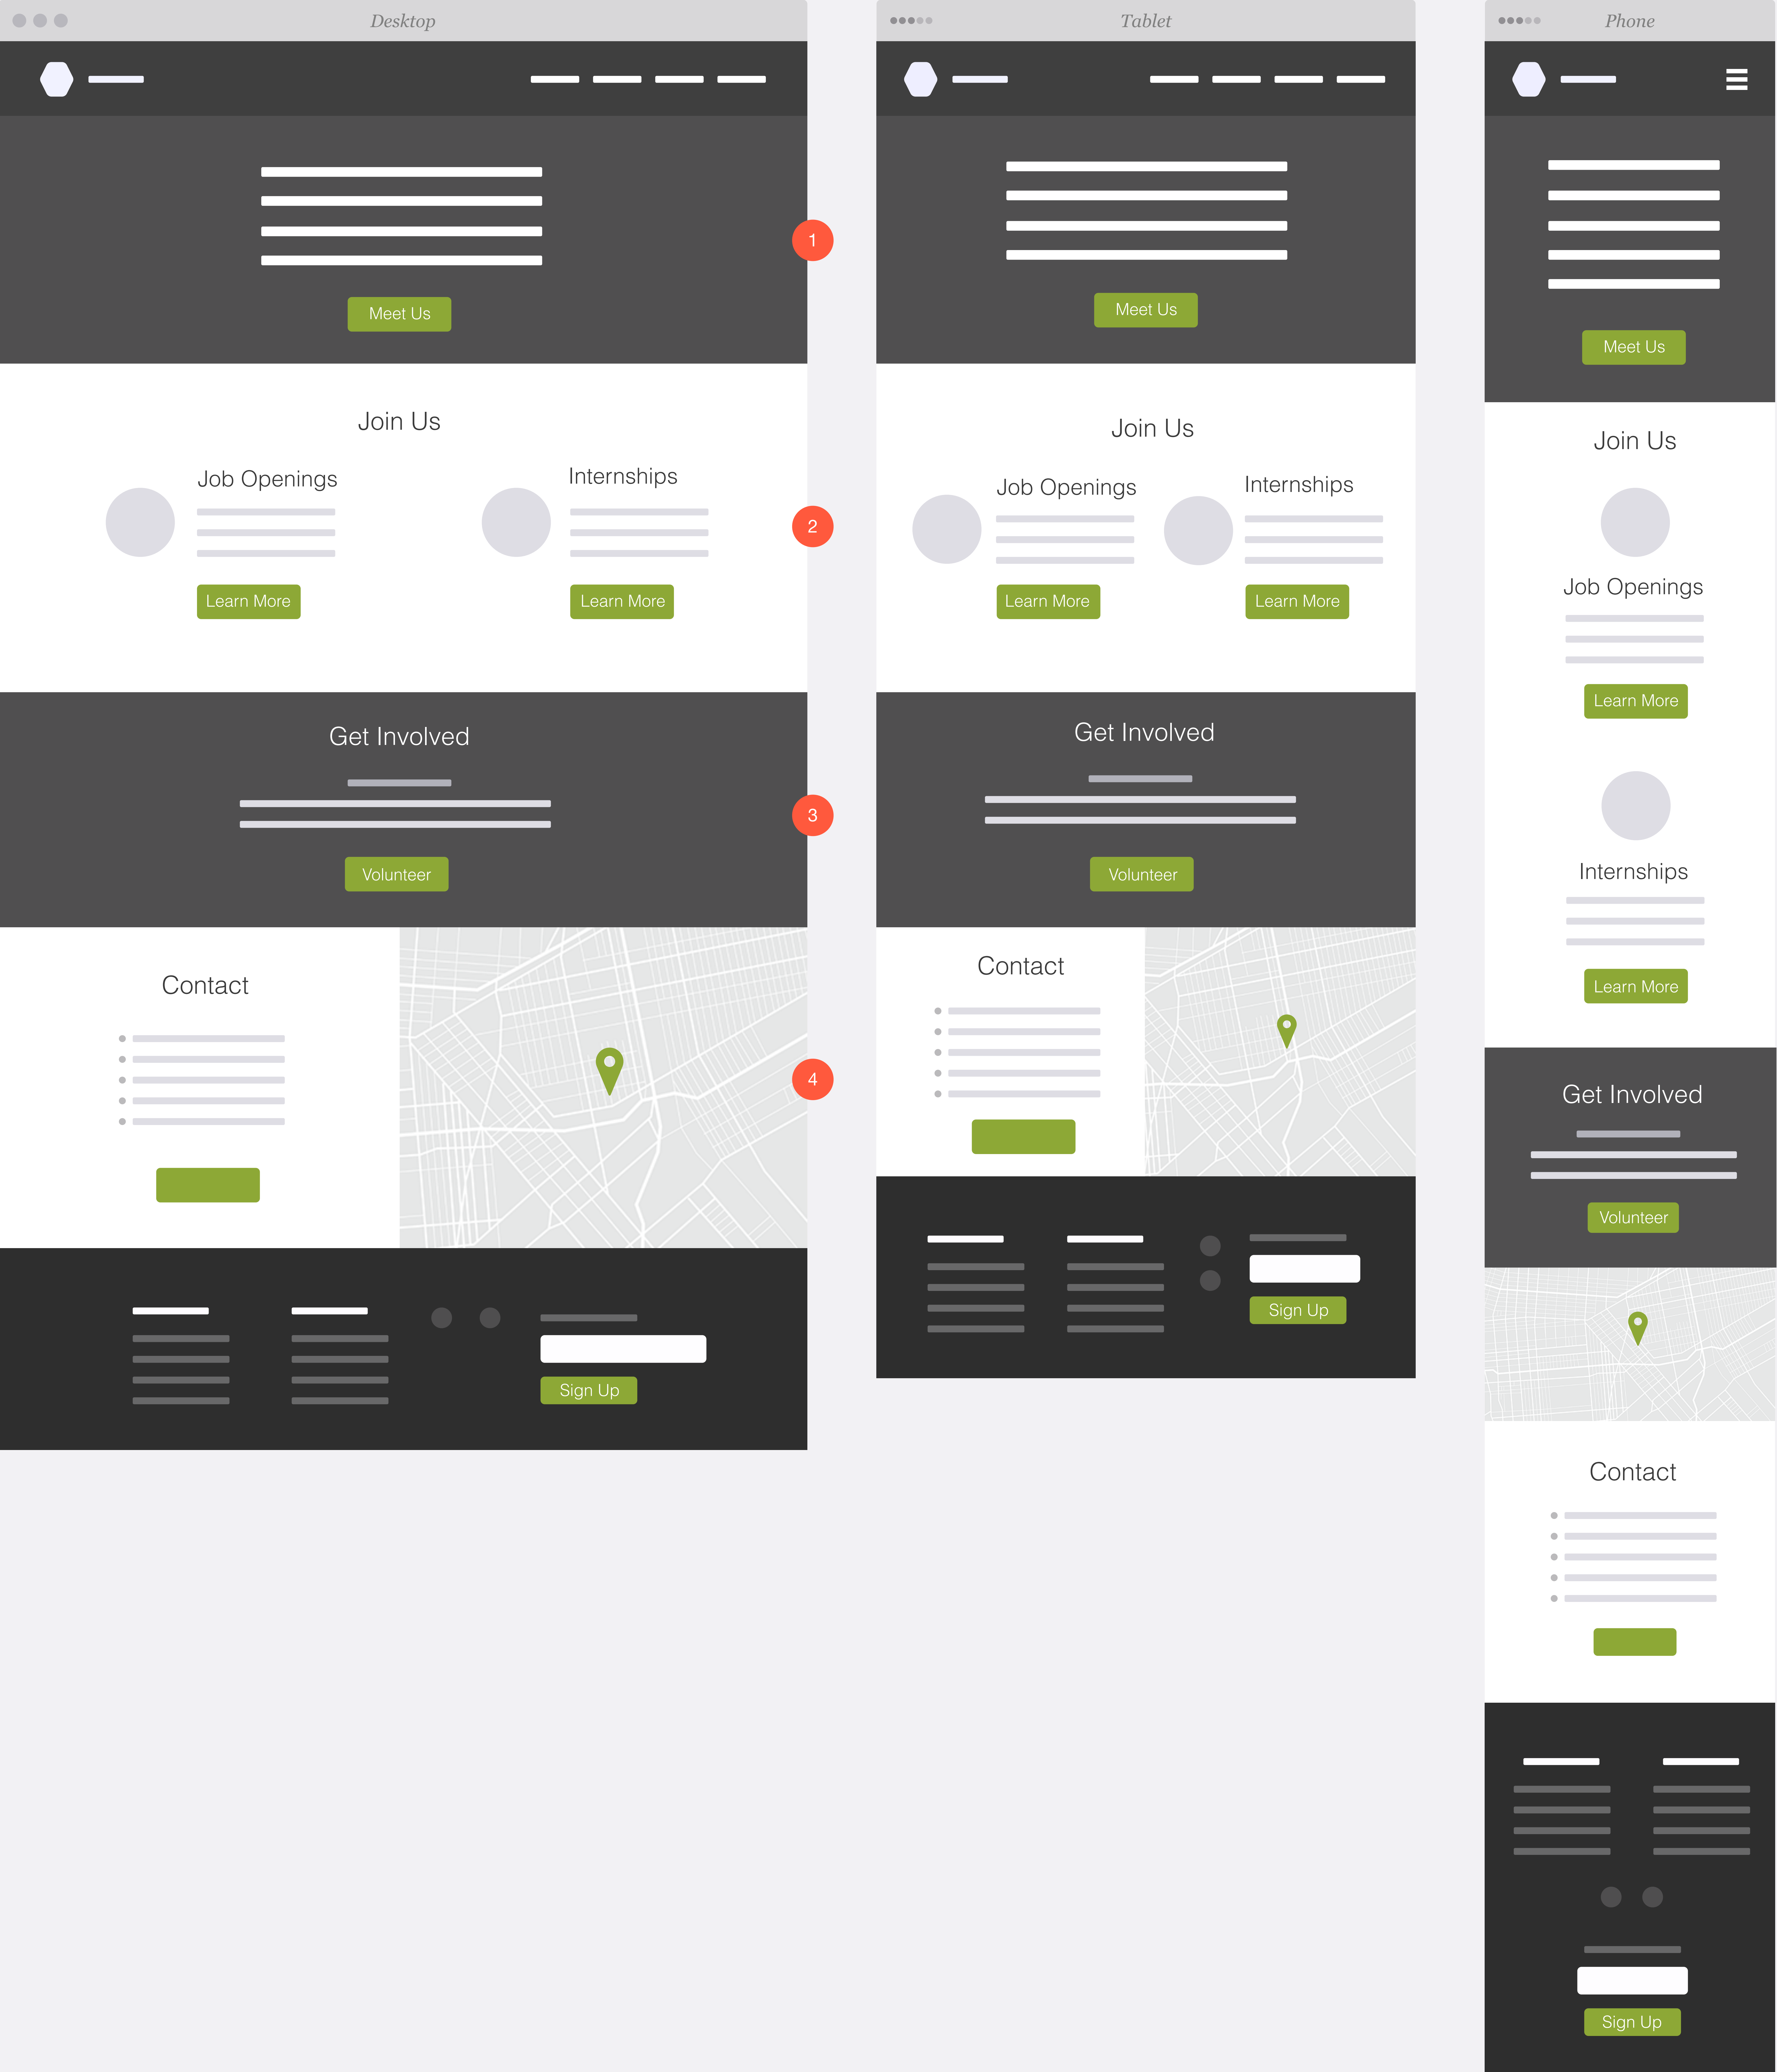 Desktop
Meet Us
1
Join Us
Job Openings
Internships
Learn More
Learn More
2
Get Involved
Volunteer
3
Contact
4
Sign Up
Tablet
Meet Us
Join Us
Job Openings
Internships
Learn More
Learn More
Get Involved
Volunteer
Contact
Sign Up
Phone
Meet Us
Join Us
Job Openings
Learn More
Internships
Learn More
Get Involved
Volunteer
Contact
Sign Up